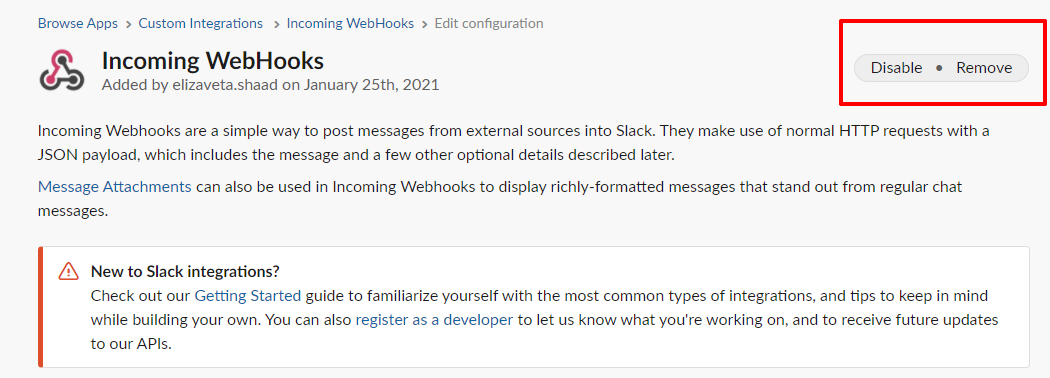 Browse Apps > Custom Integrations > Incoming WebHooks > Edit configuration
Incoming WebHooks
Added by elizaveta.shaad on January 25th, 2021
Disable • Remove
Incoming Webhooks are a simple way to post messages from external sources into Slack. They make use of normal HTTP requests with a
JSON payload, which includes the message and a few other optional details described later.
Message Attachments can also be used in Incoming Webhooks to display richly-formatted messages that stand out from regular chat
messages.
New to Slack integrations?
Check out our Getting Started guide to familiarize yourself with the most common types of integrations, and tips to keep in mind
while building your own. You can also register as a developer to let us know what you're working on, and to receive future updates
to our APIs.